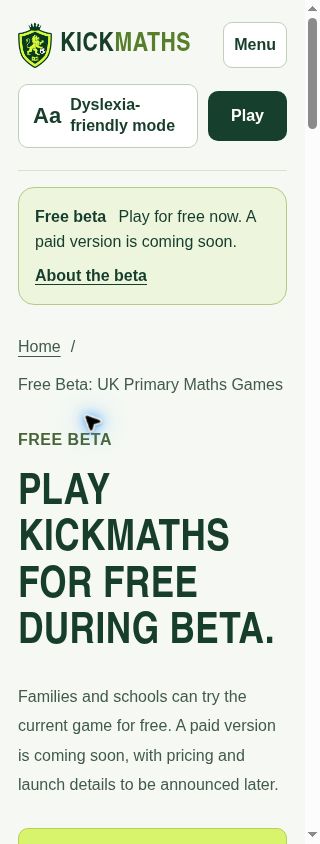 KICKMATHS
Menu
Aa
Dyslexia-
friendly mode
Play
Free beta Play for free now. A
paid version is coming soon.
About the beta
Home /
Free Beta: UK Primary Maths Games
FREE BETA
PLAY
KICKMATHS
FOR FREE
DURING BETA.
Families and schools can try the
current game for free. A paid version
is coming soon, with pricing and
launch details to be announced later.